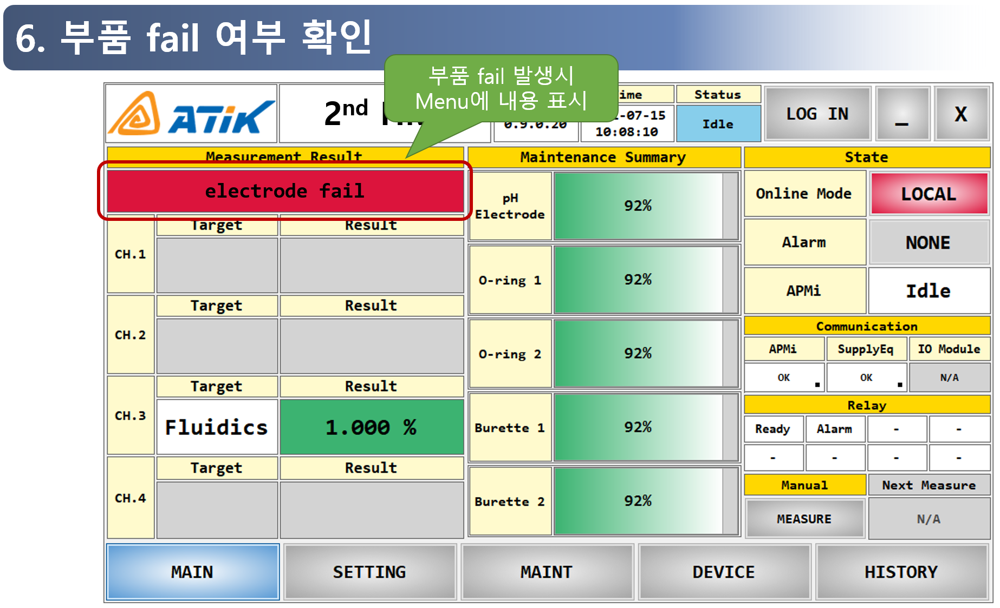 6. 부품 fail 여부 확인
부품 fail 발생시
Menu에 내용 표시
ATiK
2nd
Status
LOG IN
_
X
0.9.0.20
-07-15
10:08:10
Idle
Measurement Result
Maintenance Summary
State
electrode fail
pH
Electrode
92%
Online Mode
LOCAL
Target
Result
CH.1
Alarm
NONE
O-ring 1
92%
APMi
Idle
Target
Result
CH.2
Communication
O-ring 2
92%
APMi
SupplyEq
IO Module
OK
OK
N/A
Target
Result
CH.3
Fluidics
1.000 %
Relay
Burette 1
92%
Ready
Alarm
-
-
-
-
-
-
Target
Result
CH.4
Manual
Next Measure
Burette 2
92%
MEASURE
N/A
MAIN
SETTING
MAINT
DEVICE
HISTORY